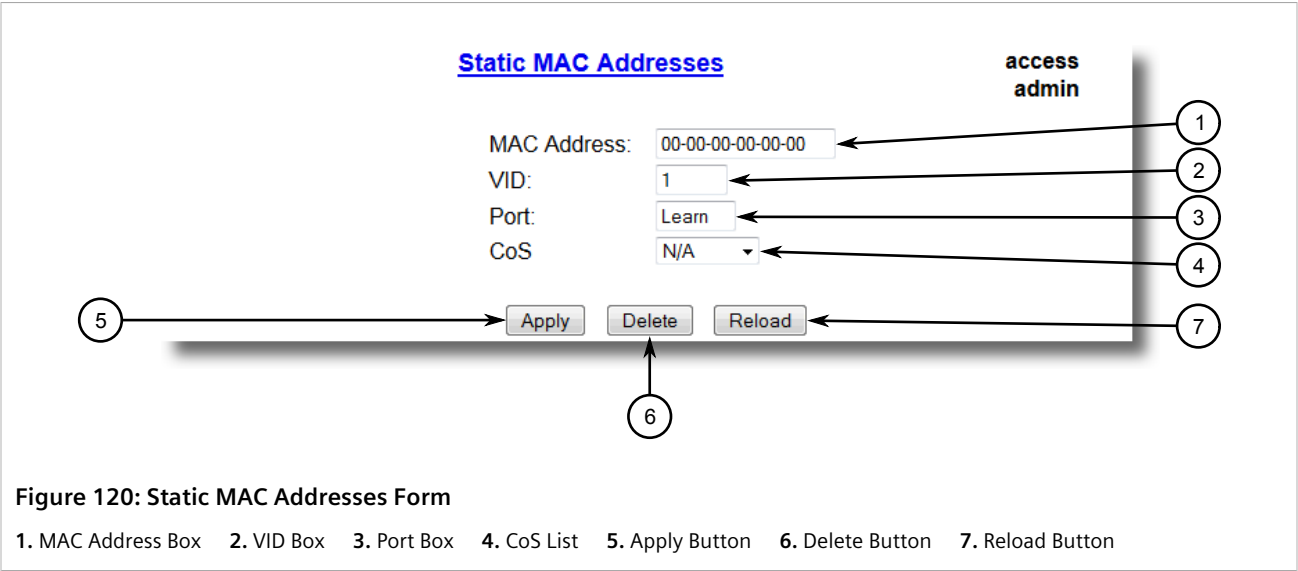 Static MAC Addresses
access
admin
MAC Address: 00-00-00-00-00-00
VID: 1
Port: Learn
CoS N/A
Apply Delete Reload
1
2
3
4
5
6
7
Figure 120: Static MAC Addresses Form
1. MAC Address Box 2. VID Box 3. Port Box 4. CoS List 5. Apply Button 6. Delete Button 7. Reload Button